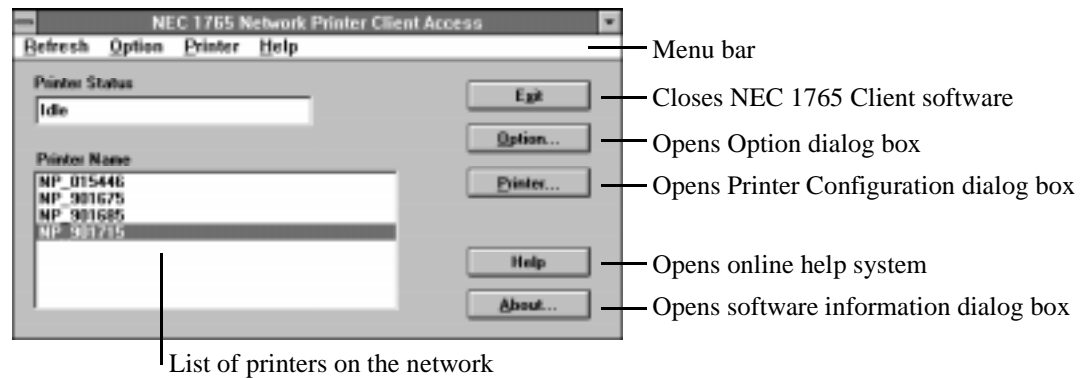 NEC 1765 Network Printer Client Access
Refresh Option Printer Help
Menu bar
Printer Status
Idle
Exit
Closes NEC 1765 Client software
Option...
Opens Option dialog box
Printer Name
NP_015446
NP_901675
NP_901685
NP_901715
Printer...
Opens Printer Configuration dialog box
Help
Opens online help system
About...
Opens software information dialog box
List of printers on the network